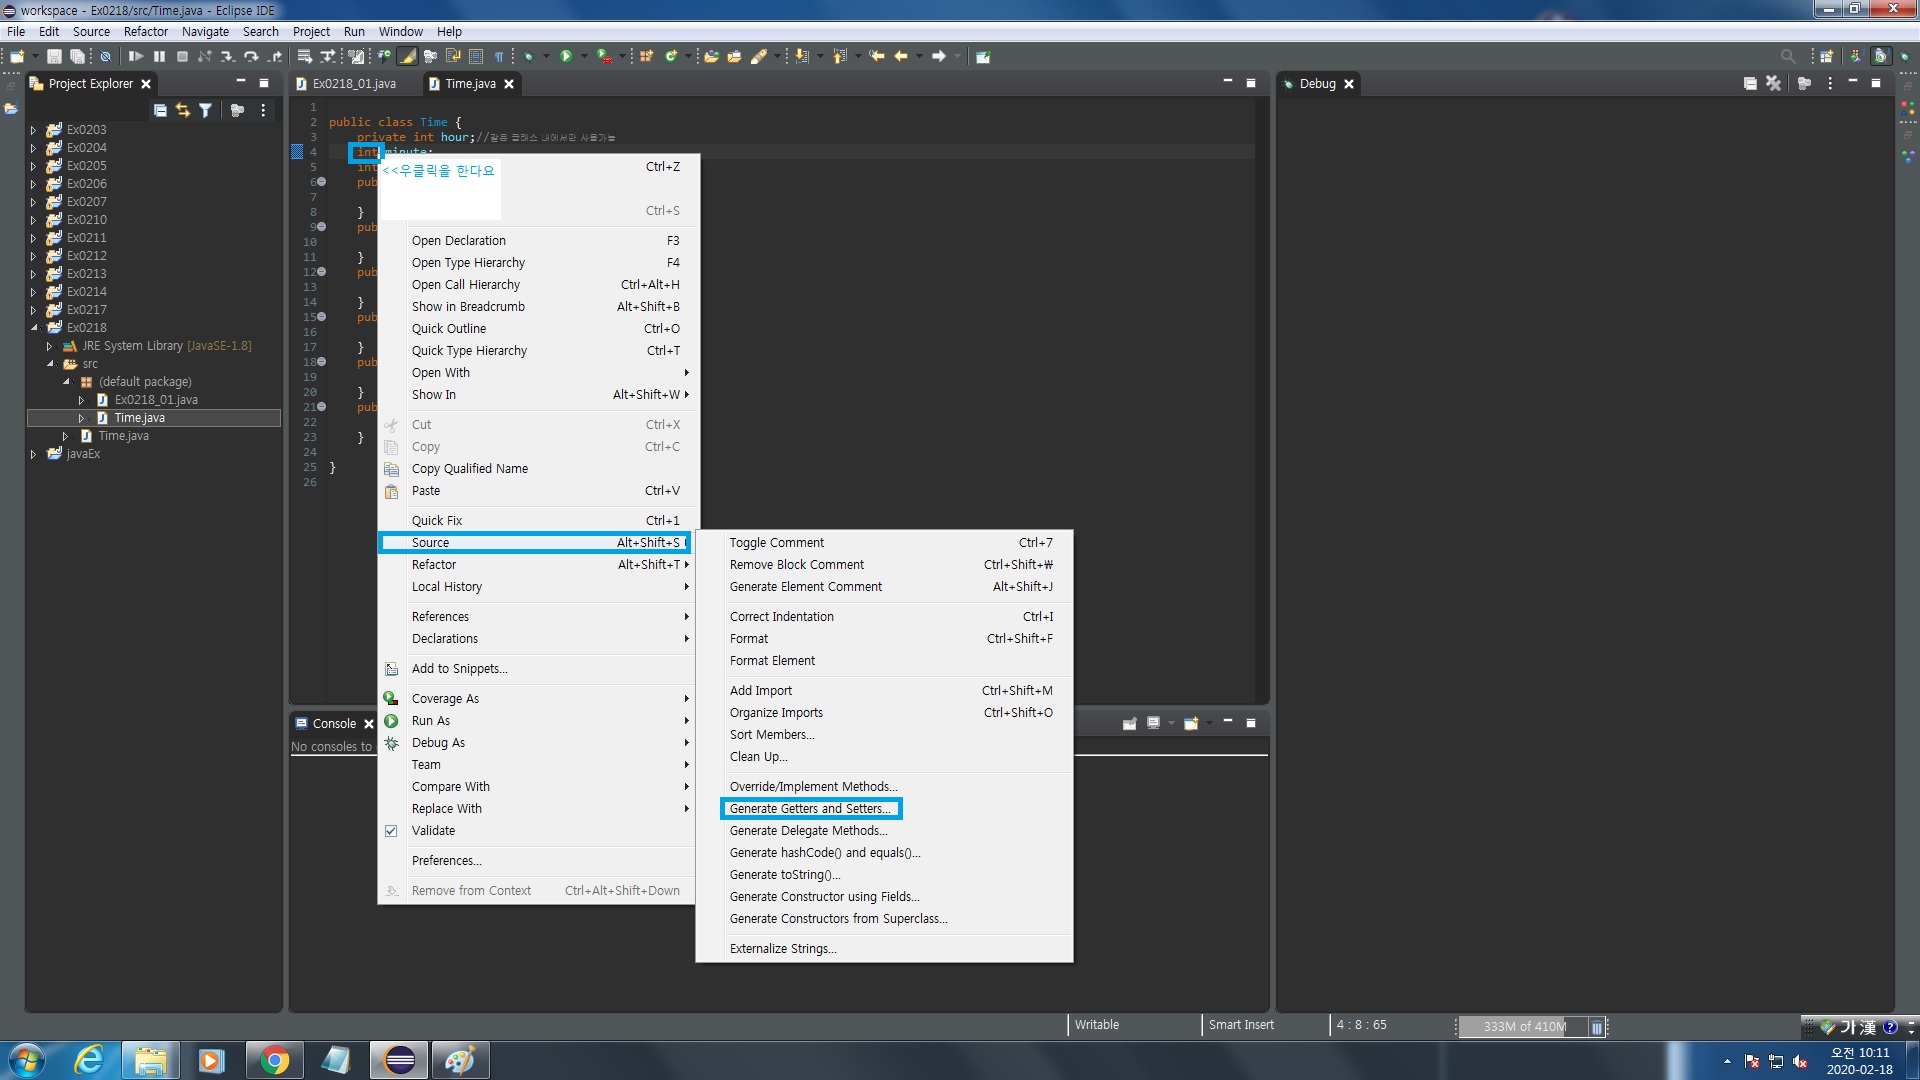 workspace - Ex0218/src/Time.java - Eclipse IDE
File Edit Source Refactor Navigate Search Project Run Window Help
Project Explorer
Ex0203
Ex0204
Ex0205
Ex0206
Ex0207
Ex0210
Ex0211
Ex0212
Ex0213
Ex0214
Ex0217
Ex0218
JRE System Library [JavaSE-1.8]
src
(default package)
Ex0218_01.java
Time.java
Time.java
javaEx
Ex0218_01.java Time.java
1
2 public class Time {
3 private int hour;//같은 클래스 내에서만 사용가능
4 int minute;
5 int
6 pub
7
8 }
9 pub
10
11 }
12 pub
13
14 }
15 pub
16
17 }
18 pub
19
20 }
21 pub
22
23 }
24
25 }
26
<<우클릭을 한다요
Ctrl+Z
Ctrl+S
Open Declaration F3
Open Type Hierarchy F4
Open Call Hierarchy Ctrl+Alt+H
Show in Breadcrumb Alt+Shift+B
Quick Outline Ctrl+O
Quick Type Hierarchy Ctrl+T
Open With
Show In Alt+Shift+W
Cut Ctrl+X
Copy Ctrl+C
Copy Qualified Name
Paste Ctrl+V
Quick Fix Ctrl+1
Source Alt+Shift+S
Refactor Alt+Shift+T
Local History
References
Declarations
Add to Snippets...
Coverage As
Run As
Debug As
Team
Compare With
Replace With
Validate
Preferences...
Remove from Context Ctrl+Alt+Shift+Down
Toggle Comment Ctrl+7
Remove Block Comment Ctrl+Shift+₩
Generate Element Comment Alt+Shift+J
Correct Indentation Ctrl+I
Format Ctrl+Shift+F
Format Element
Add Import Ctrl+Shift+M
Organize Imports Ctrl+Shift+O
Sort Members...
Clean Up...
Override/Implement Methods...
Generate Getters and Setters...
Generate Delegate Methods...
Generate hashCode() and equals()...
Generate toString()...
Generate Constructor using Fields...
Generate Constructors from Superclass...
Externalize Strings...
Console
No consoles to
Debug
Writable Smart Insert 4 : 8 : 65 333M of 410M
가 漢
오전 10:11
2020-02-18